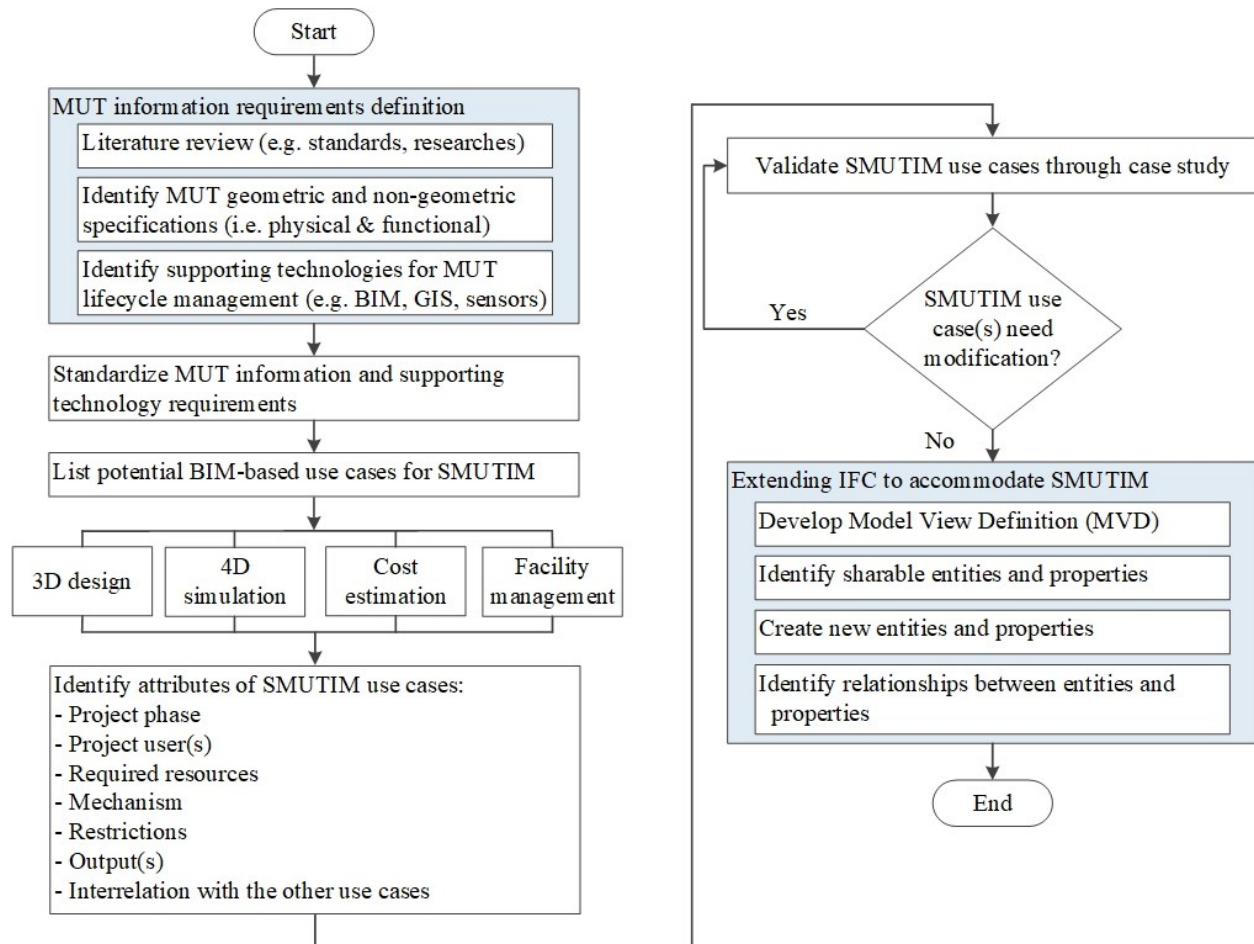 Start
MUT information requirements definition
Literature review (e.g. standards, researches)
Identify MUT geometric and non-geometric
specifications (i.e. physical & functional)
Identify supporting technologies for MUT
lifecycle management (e.g. BIM, GIS, sensors)
Standardize MUT information and supporting
technology requirements
List potential BIM-based use cases for SMUTIM
3D design
4D
simulation
Cost
estimation
Facility
management
Identify attributes of SMUTIM use cases:
- Project phase
- Project user(s)
- Required resources
- Mechanism
- Restrictions
- Output(s)
- Interrelation with the other use cases
Validate SMUTIM use cases through case study
SMUTIM use
case(s) need
modification?
Yes
No
Extending IFC to accommodate SMUTIM
Develop Model View Definition (MVD)
Identify sharable entities and properties
Create new entities and properties
Identify relationships between entities and
properties
End